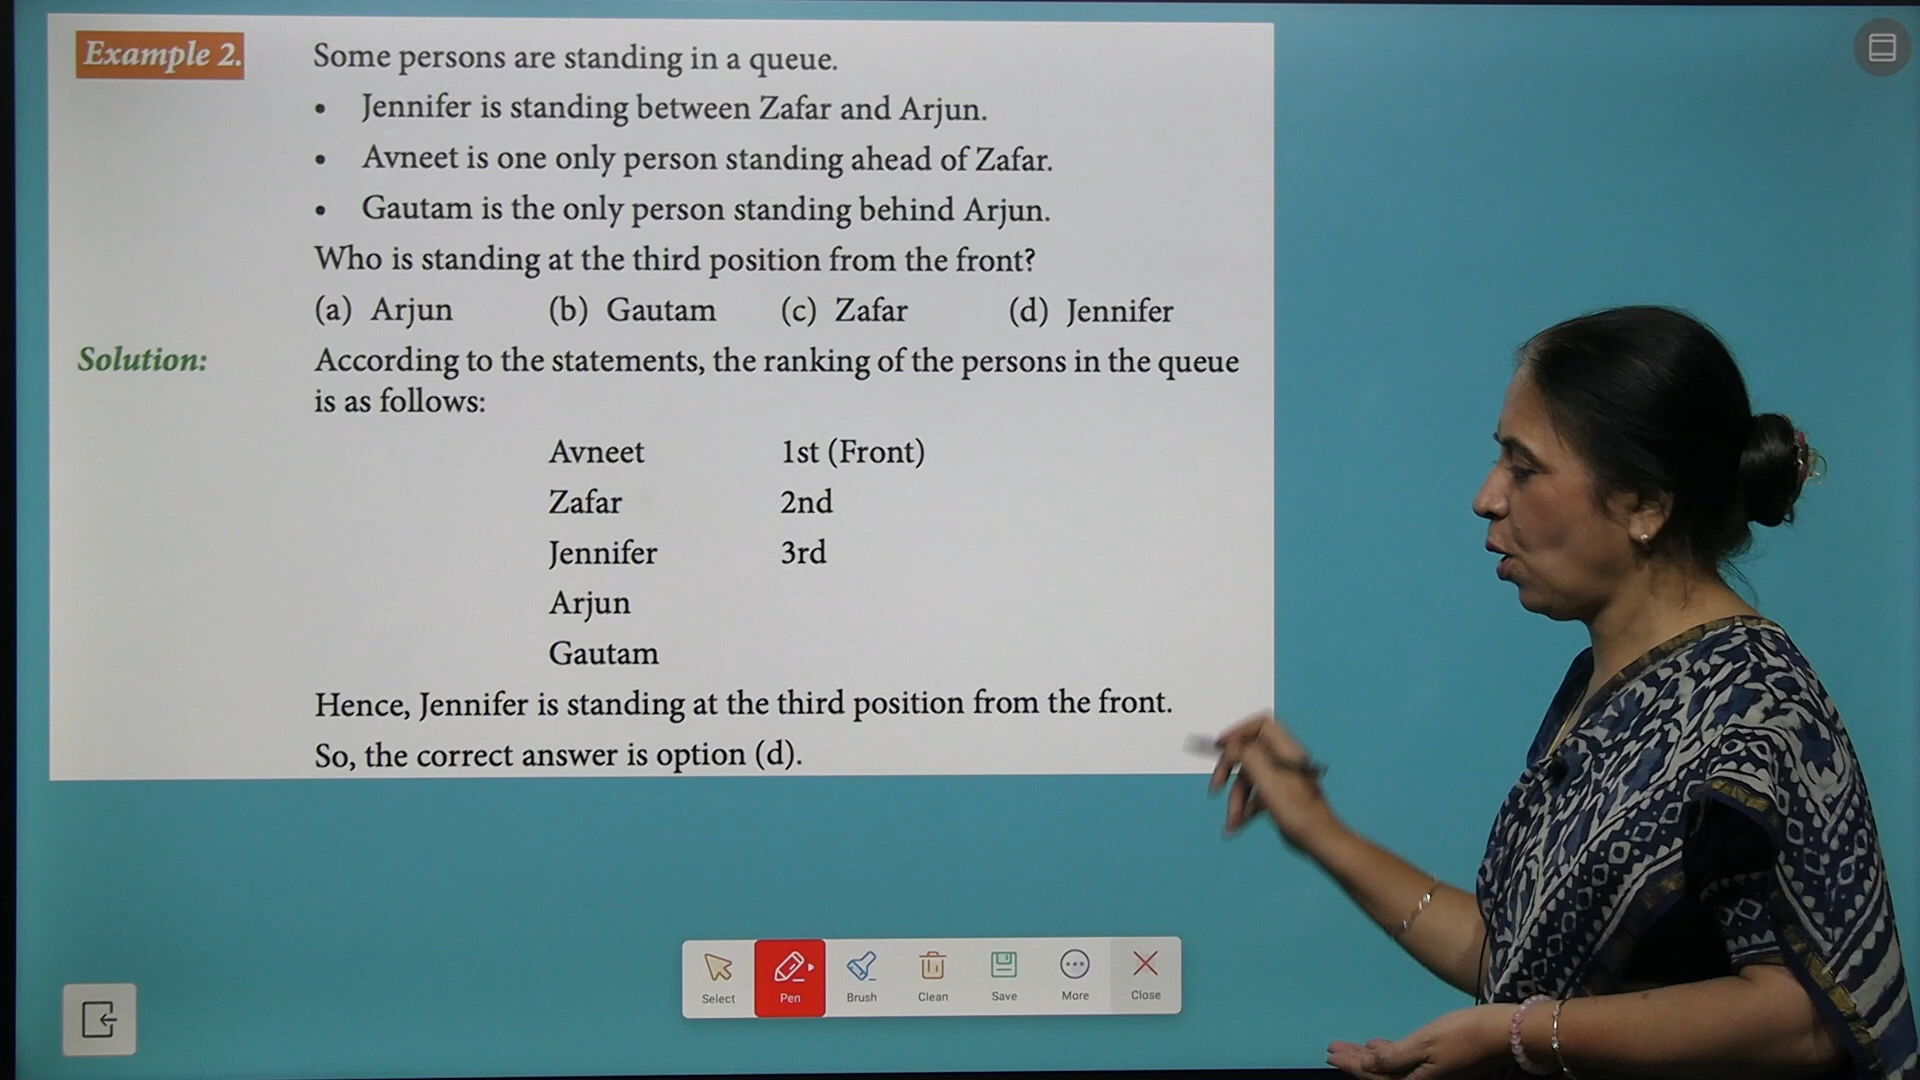 Example 2. Some persons are standing in a queue.
• Jennifer is standing between Zafar and Arjun.
• Avneet is one only person standing ahead of Zafar.
• Gautam is the only person standing behind Arjun.
Who is standing at the third position from the front?
(a) Arjun (b) Gautam (c) Zafar (d) Jennifer
Solution: According to the statements, the ranking of the persons in the queue
is as follows:
Avneet 1st (Front)
Zafar 2nd
Jennifer 3rd
Arjun
Gautam
Hence, Jennifer is standing at the third position from the front.
So, the correct answer is option (d).
Select Pen Brush Clean Save More Close